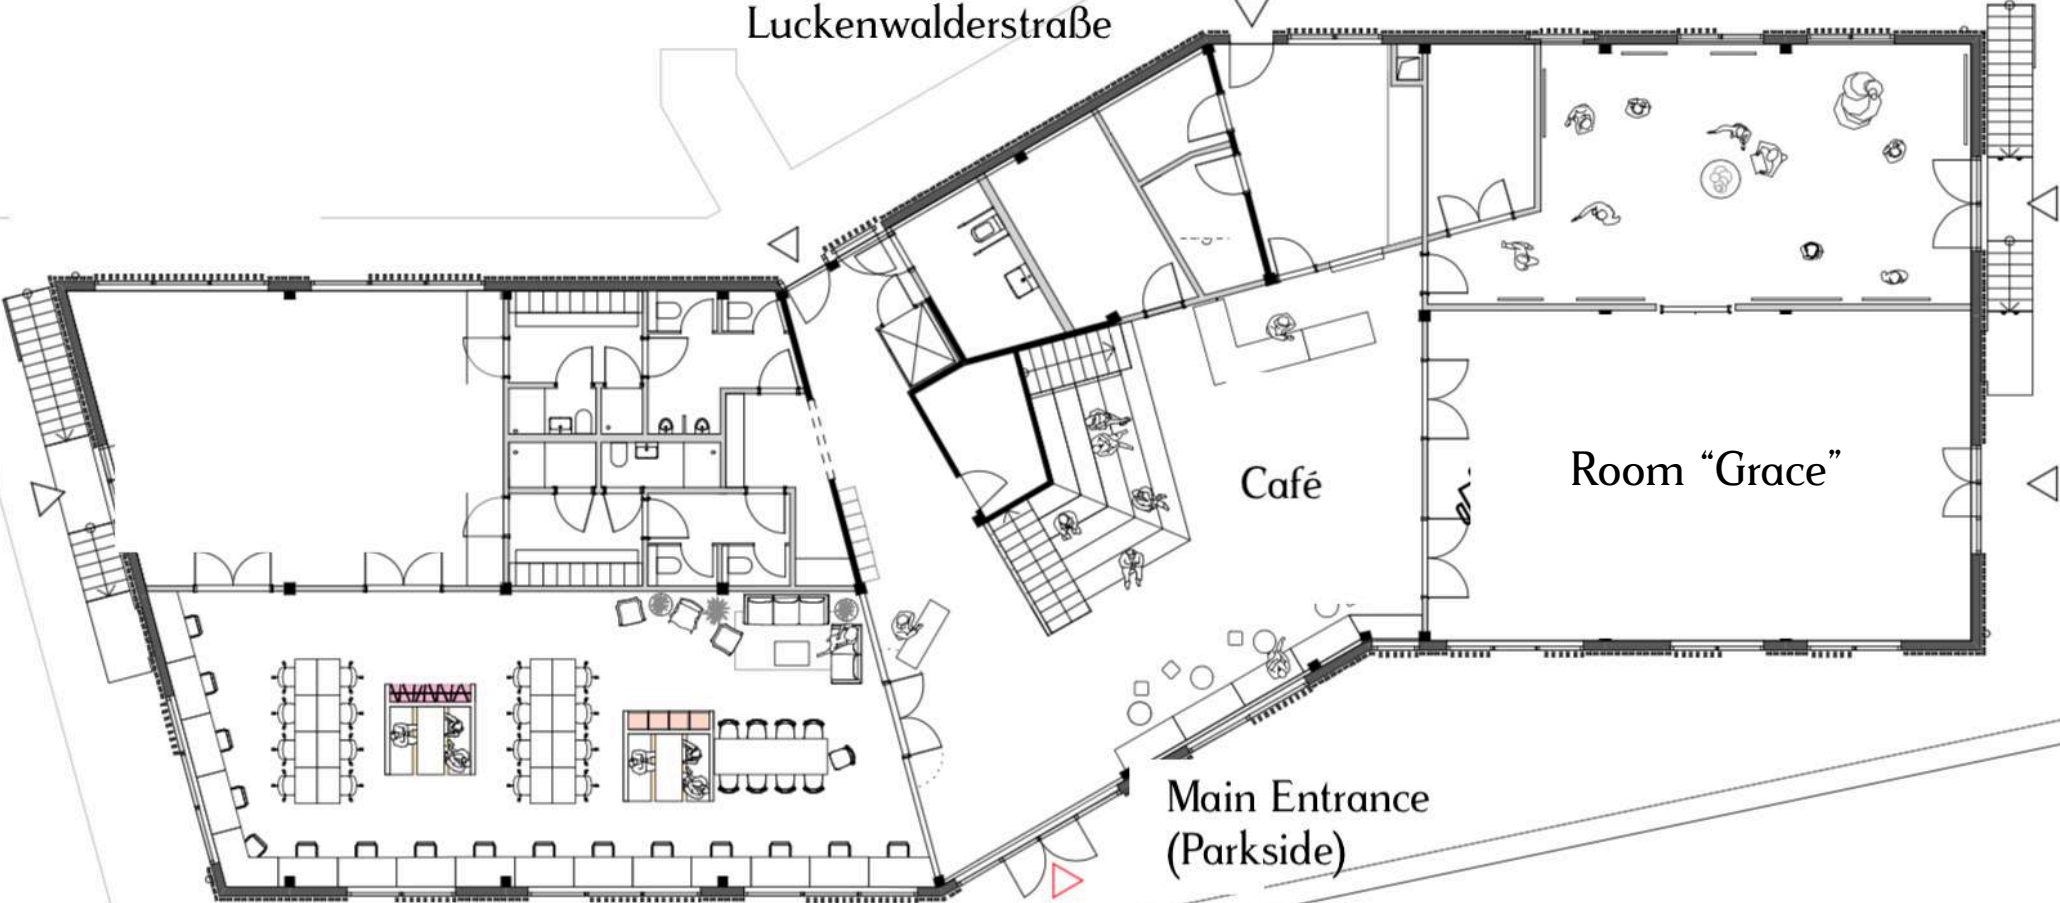 Luckenwalderstraße
Café
Room “Grace”
Main Entrance
(Parkside)